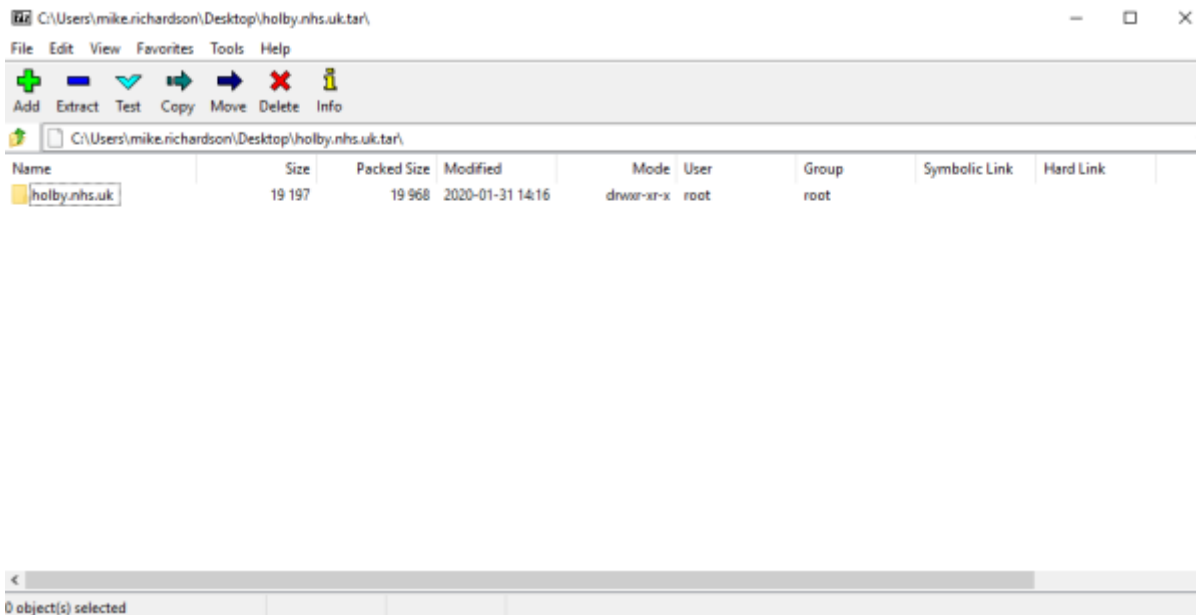 C:\Users\mike.richardson\Desktop\holby.nhs.uk.tar\
File Edit View Favorites Tools Help
Add Extract Test Copy Move Delete Info
C:\Users\mike.richardson\Desktop\holby.nhs.uk.tar\
Name Size Packed Size Modified Mode User Group Symbolic Link Hard Link
holby.nhs.uk 19 197 19 968 2020-01-31 14:16 drwxr-xr-x root root
0 object(s) selected